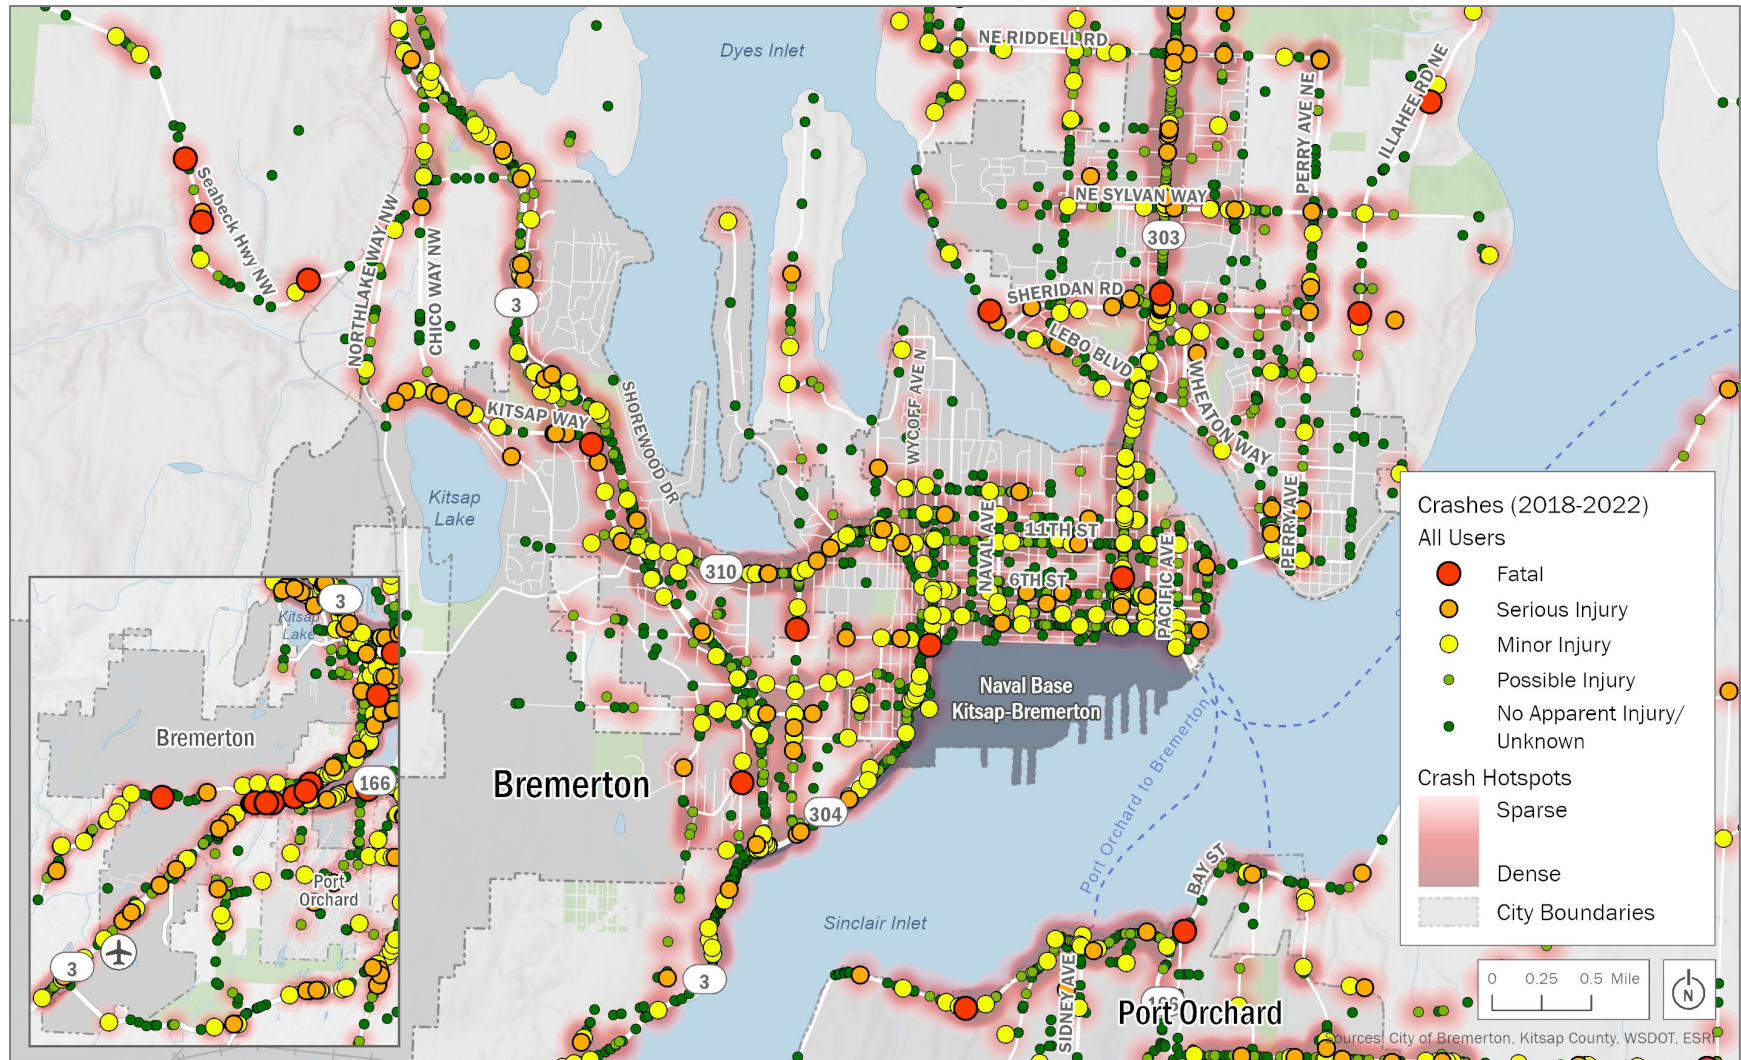 Dyes Inlet
NE RIDDELL RD
PERRY AVE NE
ILLAHEE RD NE
Seabeck Hwy NW
NORTHLAKE WAY NW
CHICO WAY NW
NE SYLVAN WAY
303
3
SHERIDAN RD
LEBO BLVD
WHEATON WAY
KITSAP WAY
SHOREWOOD DR
WYCOFF AVE N
Kitsap
Lake
NAVAL AVE
11TH ST
6TH ST
PACIFIC AVE
PERRY AVE
310
Naval Base
Kitsap-Bremerton
Bremerton
304
Port Orchard to Bremerton
BAY ST
Sinclair Inlet
3
SIDNEY AVE
166
Port Orchard
3
Kitsap
Lake
Bremerton
166
Port
Orchard
3
Crashes (2018-2022)
All Users
Fatal
Serious Injury
Minor Injury
Possible Injury
No Apparent Injury/
Unknown
Crash Hotspots
Sparse
Dense
City Boundaries
0 0.25 0.5 Mile
N
Sources: City of Bremerton, Kitsap County, WSDOT, ESRI